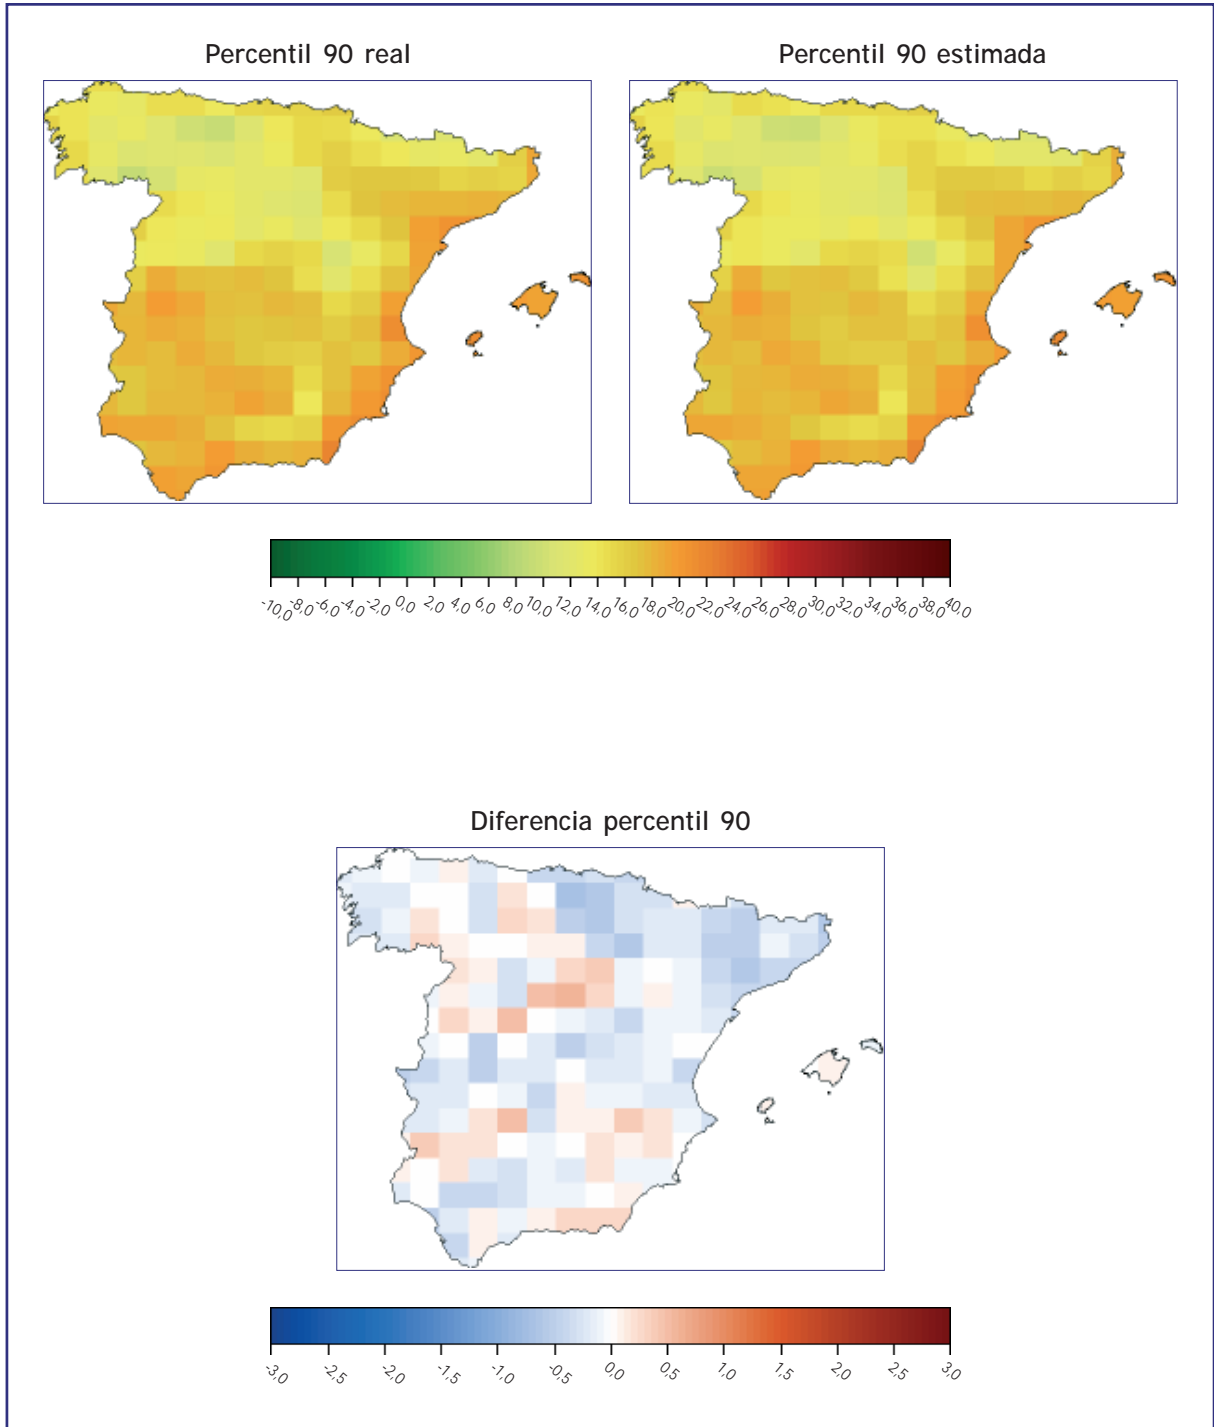 Percentil 90 real
Percentil 90 estimada
-10,0 -8,0 -6,0 -4,0 -2,0 0,0 2,0 4,0 6,0 8,0 10,0 12,0 14,0 16,0 18,0 20,0 22,0 24,0 26,0 28,0 30,0 32,0 34,0 36,0 38,0 40,0
Diferencia percentil 90
-3,0 -2,5 -2,0 -1,5 -1,0 -0,5 0,0 0,5 1,0 1,5 2,0 2,5 3,0